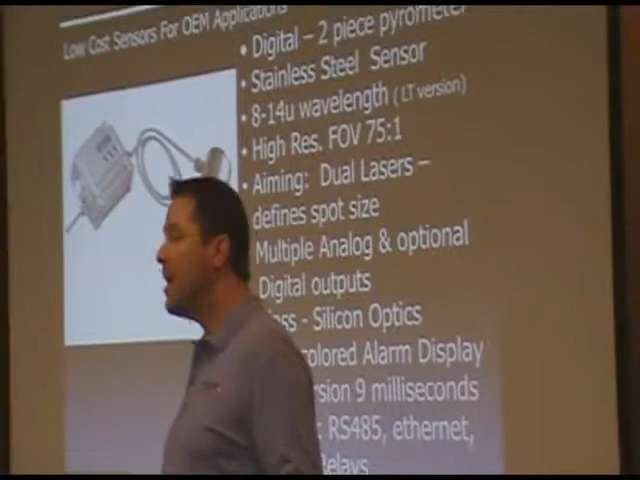 Low Cost Sensors For OEM Applications
• Digital – 2 piece pyrometer
• Stainless Steel Sensor
• 8-14u wavelength ( LT version)
• High Res. FOV 75:1
• Aiming: Dual Lasers –
defines spot size
Multiple Analog & optional
Digital outputs
- Silicon Optics
colored Alarm Display
9 milliseconds
RS485, ethernet,
Relays